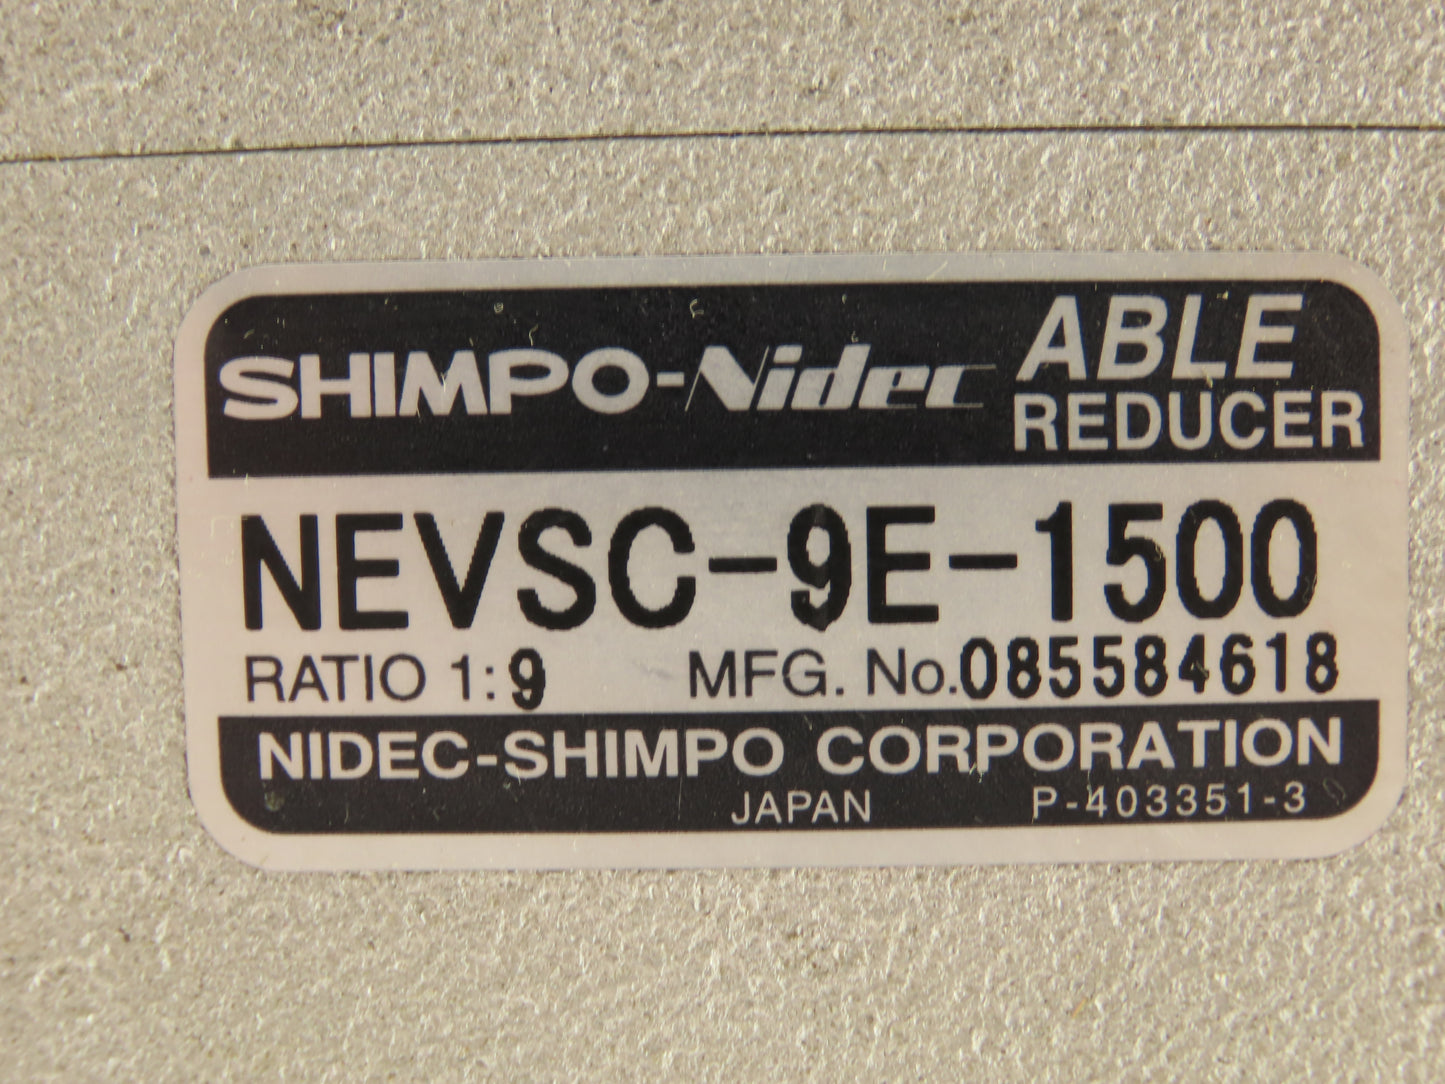 SHIMPO-Nidec ABLE REDUCER
NEVSC-9E-1500
RATIO 1:9 MFG. No.085584618
NIDEC-SHIMPO CORPORATION
JAPAN P-403351-3